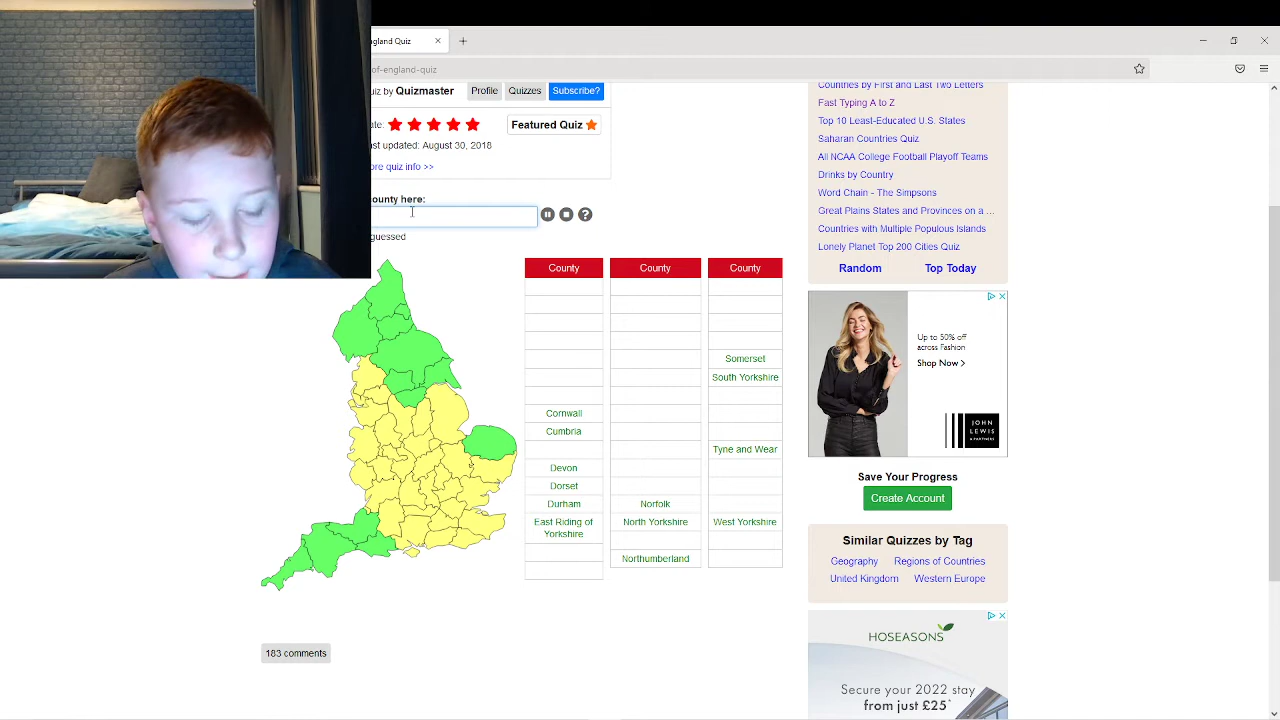 ngland Quiz
of-england-quiz
uiz by Quizmaster Profile Quizzes Subscribe?
ate: Featured Quiz
st updated: August 30, 2018
ore quiz info >>
ounty here:
guessed
County County County
Somerset
South Yorkshire
Cornwall
Cumbria
Tyne and Wear
Devon
Dorset
Durham Norfolk
East Riding of Yorkshire North Yorkshire West Yorkshire
Northumberland
183 comments
Countries by First and Last Two Letters
Fast Typing A to Z
Top 10 Least-Educated U.S. States
Saharan Countries Quiz
All NCAA College Football Playoff Teams
Drinks by Country
Word Chain - The Simpsons
Great Plains States and Provinces on a ...
Countries with Multiple Populous Islands
Lonely Planet Top 200 Cities Quiz
Random Top Today
Up to 50% off
across Fashion
Shop Now >
JOHN
LEWIS
& PARTNERS
Save Your Progress
Create Account
Similar Quizzes by Tag
Geography Regions of Countries
United Kingdom Western Europe
HOSEASONS
Secure your 2022 stay
from just £25*